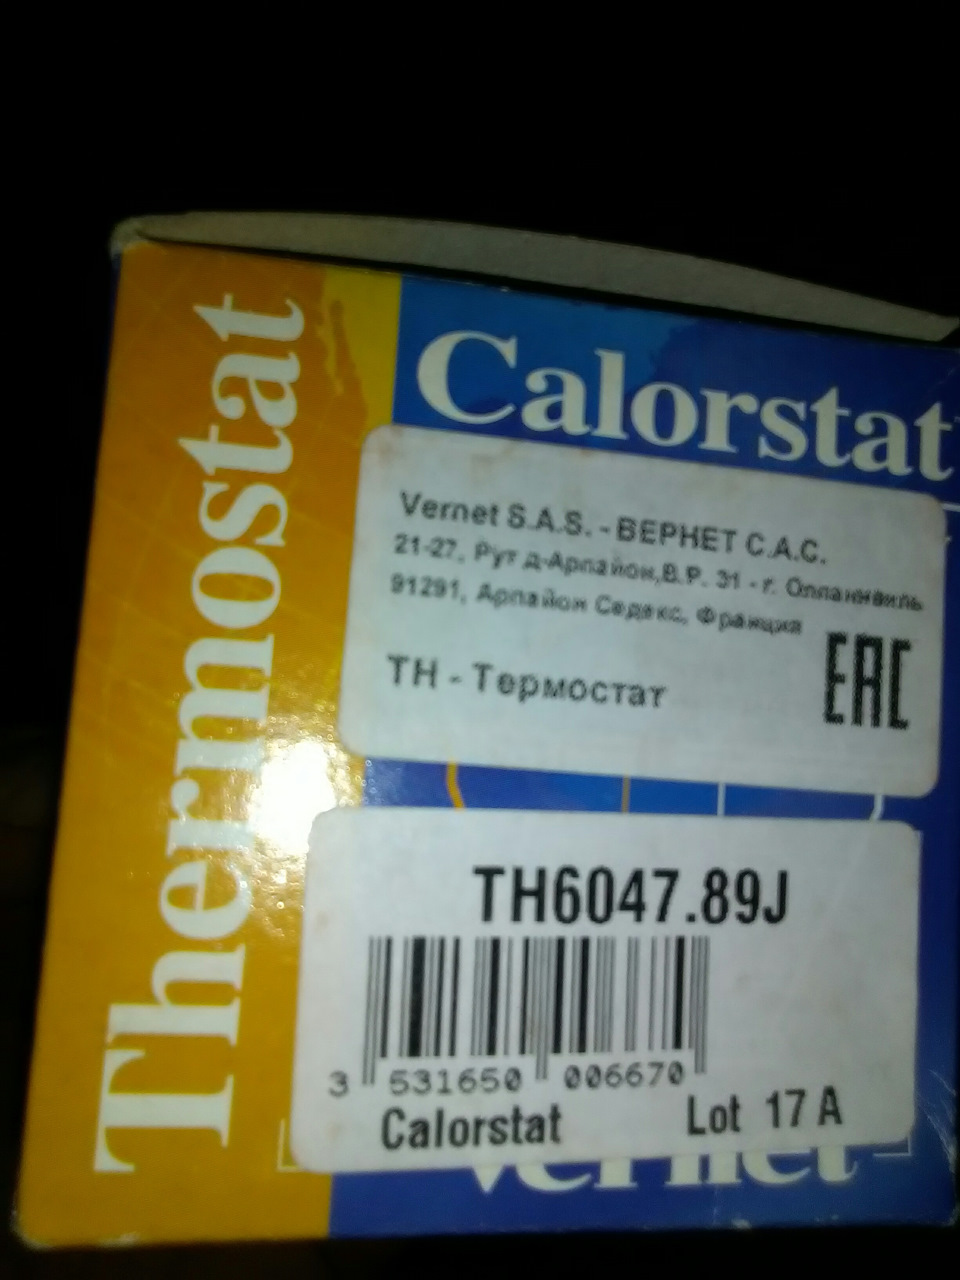 Thermostat
Calorstat
Vernet S.A.S. - ВЕРНЕТ С.А.С.
21-27, Рут д-Арпайон,В.Р. 31 - г. Оллаинвиль
91291, Арпайон Седекс, Франция
EAC
TH - Термостат
TH6047.89J
3 531650 006670
Calorstat Lot 17 A
Vernet